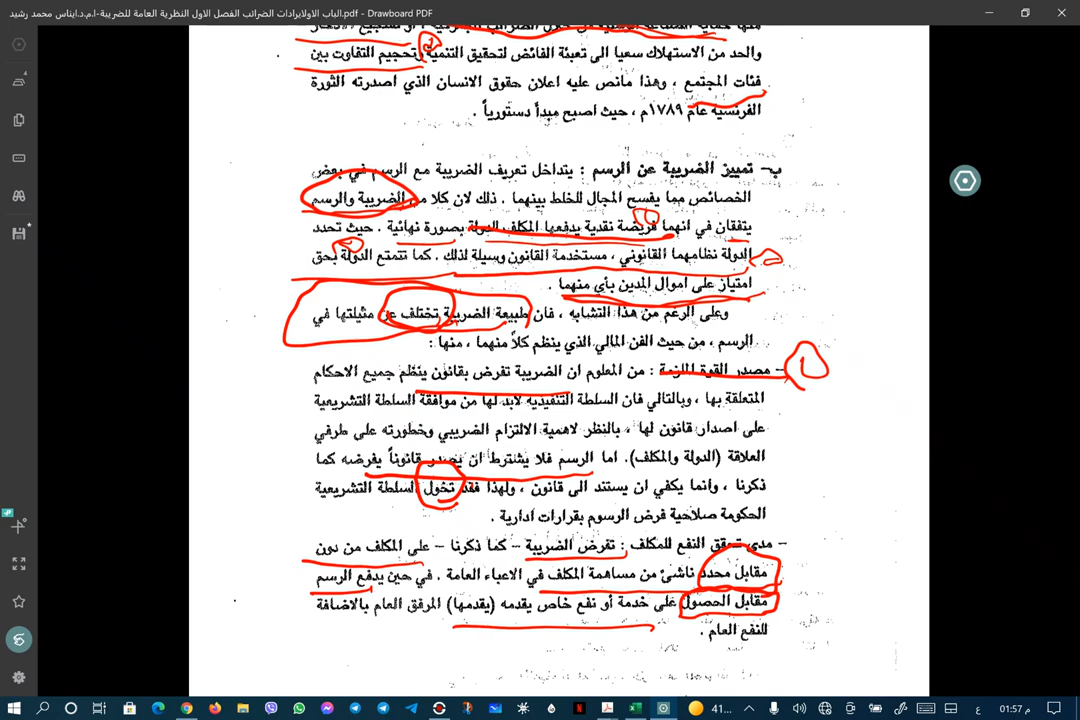 الباب الاولايرادات الضرائب الفصل الاول النظرية العامة للضريبة-ا.م.د.ايناس محمد رشيد.pdf - Drawboard PDF
والحد من الاستهلاك سعيا الى تعبئة الفائض لتحقيق التنمية وتحجيم التفاوت بين
فئات المجتمع ، وهذا مانص عليه اعلان حقوق الانسان الذي اصدرته الثورة
الفرنسيه عام ١٧٨٩م ، حيث اصبح مبدأ دستورياً .
ب- تمييز الضريبة عن الرسم : يتداخل تعريف الضريبة مع الرسم في بعض
الخصائص مما يفسح المجال للخلط بينهما . ذلك لان كلا من الضريبة والرسم
يتفقان في انهما فريضة نقدية يدفعها المكلف للدولة بصورة نهائية . حيث تحدد
الدولة نظامهما القانوني ، مستخدمة القانون وسيلة لذلك . كما تتمتع الدولة بحق
امتياز على اموال المدين بأي منهما .
وعلى الرغم من هذا التشابه ، فان طبيعة الضريبة تختلف عن مثيلتها في
الرسم ، من حيث الفن المالي الذي ينظم كلاً منهما ، منها :
- مصدر القوة الملزمة : من المعلوم ان الضريبة تفرض بقانون ينظم جميع الاحكام
المتعلقة بها ، وبالتالي فان السلطة التنفيذيه لابد لها من موافقة السلطة التشريعية
على اصدار قانون لها ، بالنظر لاهمية الالتزام الضريبي وخطورته على طرفي
العلاقة (الدولة والمكلف). اما الرسم فلا يشترط ان يصدر قانوناً يفرضه كما
ذكرنا ، وأنما يكفي ان يستند الى قانون ، ولهذا فقد تخول السلطة التشريعية
الحكومة صلاحية فرض الرسوم بقرارات ادارية .
- مدى تحقق النفع للمكلف : تفرض الضريبة - كما ذكرنا - على المكلف من دون
مقابل محدد ناشئ من مساهمة المكلف في الاعباء العامة . في حين يدفع الرسم
مقابل الحصول على خدمة أو نفع خاص يقدمه (يقدمها) المرفق العام بالاضافة
للنفع العام .
41...
ع
01:57 م